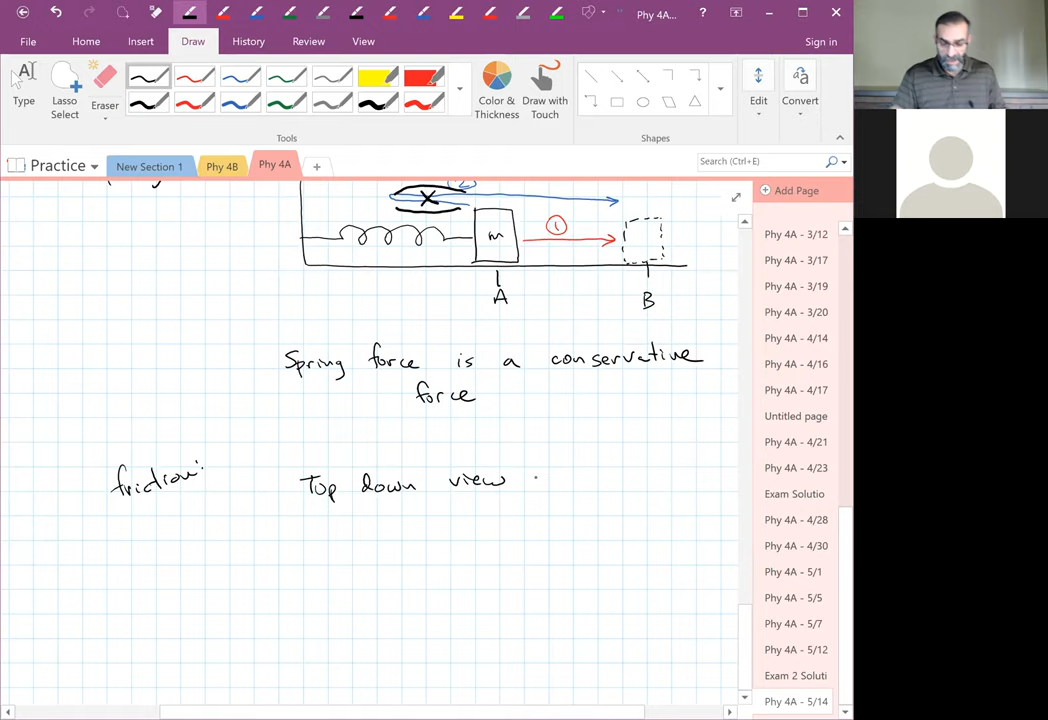 Phy 4A...
?
File
Home
Insert
Draw
History
Review
View
Sign in
Type
Lasso
Select
Eraser
Color &
Thickness
Draw with
Touch
Edit
Convert
Tools
Shapes
Practice
New Section 1
Phy 4B
Phy 4A
+
Search (Ctrl+E)
Add Page
Phy 4A - 3/12
Phy 4A - 3/17
Phy 4A - 3/19
Phy 4A - 3/20
Phy 4A - 4/14
Phy 4A - 4/16
Phy 4A - 4/17
Untitled page
Phy 4A - 4/21
Phy 4A - 4/23
Exam Solutio
Phy 4A - 4/28
Phy 4A - 4/30
Phy 4A - 5/1
Phy 4A - 5/5
Phy 4A - 5/7
Phy 4A - 5/12
Exam 2 Soluti
Phy 4A - 5/14
2
1
m
A
B
Spring force is a conservative
force
friction:
Top down view